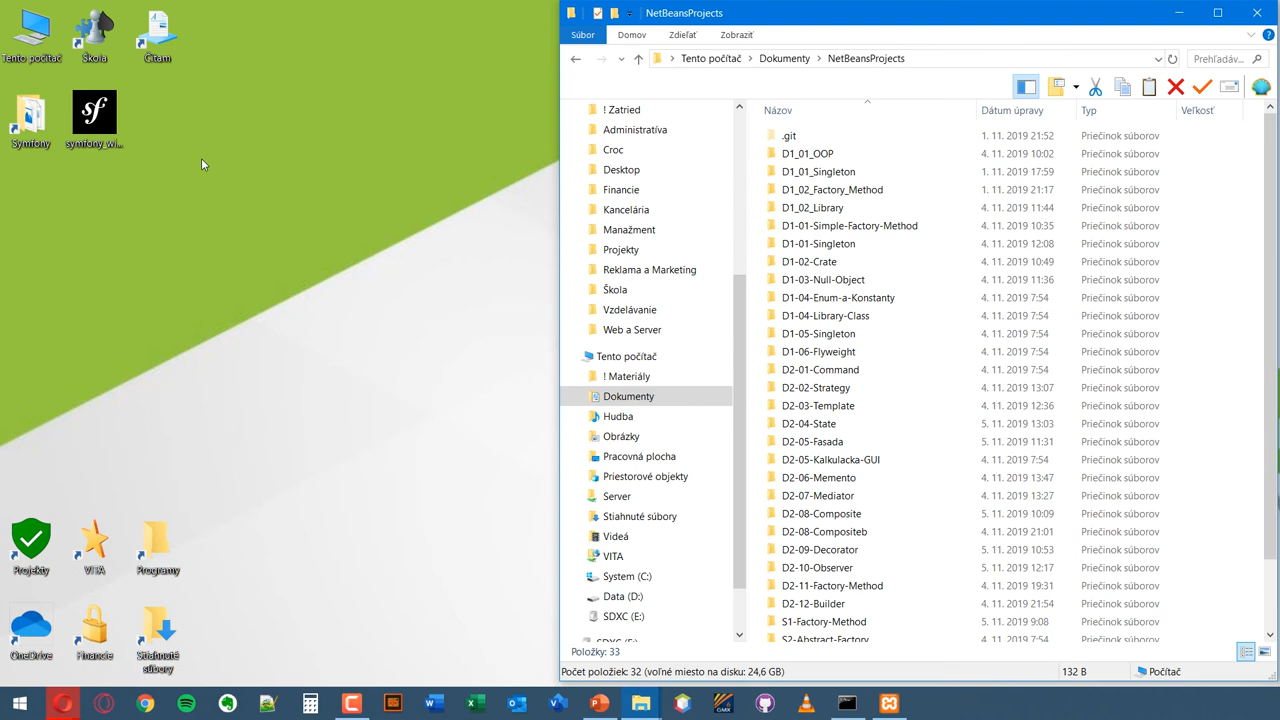 Tento počítač
Škola
Čítam
Symfony
sf
symfony_wi...
Projekty
VITA
Programy
OneDrive
Financie
Stiahnuté súbory
NetBeansProjects
Súbor
Domov
Zdieľať
Zobraziť
Tento počítač > Dokumenty > NetBeansProjects
Prehľadáv...
! Zatried
Administratíva
Croc
Desktop
Financie
Kancelária
Manažment
Projekty
Reklama a Marketing
Škola
Vzdelávanie
Web a Server
Tento počítač
! Materiály
Dokumenty
Hudba
Obrázky
Pracovná plocha
Priestorové objekty
Server
Stiahnuté súbory
Videá
VITA
System (C:)
Data (D:)
SDXC (E:)
Názov Dátum úpravy Typ Veľkosť
.git 1. 11. 2019 21:52 Priečinok súborov
D1_01_OOP 4. 11. 2019 10:02 Priečinok súborov
D1_01_Singleton 1. 11. 2019 17:59 Priečinok súborov
D1_02_Factory_Method 1. 11. 2019 21:17 Priečinok súborov
D1_02_Library 4. 11. 2019 11:44 Priečinok súborov
D1-01-Simple-Factory-Method 4. 11. 2019 10:35 Priečinok súborov
D1-01-Singleton 4. 11. 2019 12:08 Priečinok súborov
D1-02-Crate 4. 11. 2019 10:49 Priečinok súborov
D1-03-Null-Object 4. 11. 2019 11:36 Priečinok súborov
D1-04-Enum-a-Konstanty 4. 11. 2019 7:54 Priečinok súborov
D1-04-Library-Class 4. 11. 2019 7:54 Priečinok súborov
D1-05-Singleton 4. 11. 2019 7:54 Priečinok súborov
D1-06-Flyweight 4. 11. 2019 7:54 Priečinok súborov
D2-01-Command 4. 11. 2019 7:54 Priečinok súborov
D2-02-Strategy 4. 11. 2019 13:07 Priečinok súborov
D2-03-Template 4. 11. 2019 12:36 Priečinok súborov
D2-04-State 5. 11. 2019 13:03 Priečinok súborov
D2-05-Fasada 5. 11. 2019 11:31 Priečinok súborov
D2-05-Kalkulacka-GUI 4. 11. 2019 7:54 Priečinok súborov
D2-06-Memento 4. 11. 2019 13:47 Priečinok súborov
D2-07-Mediator 4. 11. 2019 13:27 Priečinok súborov
D2-08-Composite 5. 11. 2019 10:09 Priečinok súborov
D2-08-Compositeb 4. 11. 2019 21:01 Priečinok súborov
D2-09-Decorator 5. 11. 2019 10:53 Priečinok súborov
D2-10-Observer 5. 11. 2019 12:17 Priečinok súborov
D2-11-Factory-Method 4. 11. 2019 19:31 Priečinok súborov
D2-12-Builder 4. 11. 2019 21:54 Priečinok súborov
S1-Factory-Method 5. 11. 2019 9:08 Priečinok súborov
S2-Abstract-Factory 4. 11. 2019 7:54 Priečinok súborov
Položky: 33
Počet položiek: 32 (voľné miesto na disku: 24,6 GB) 132 B Počítač